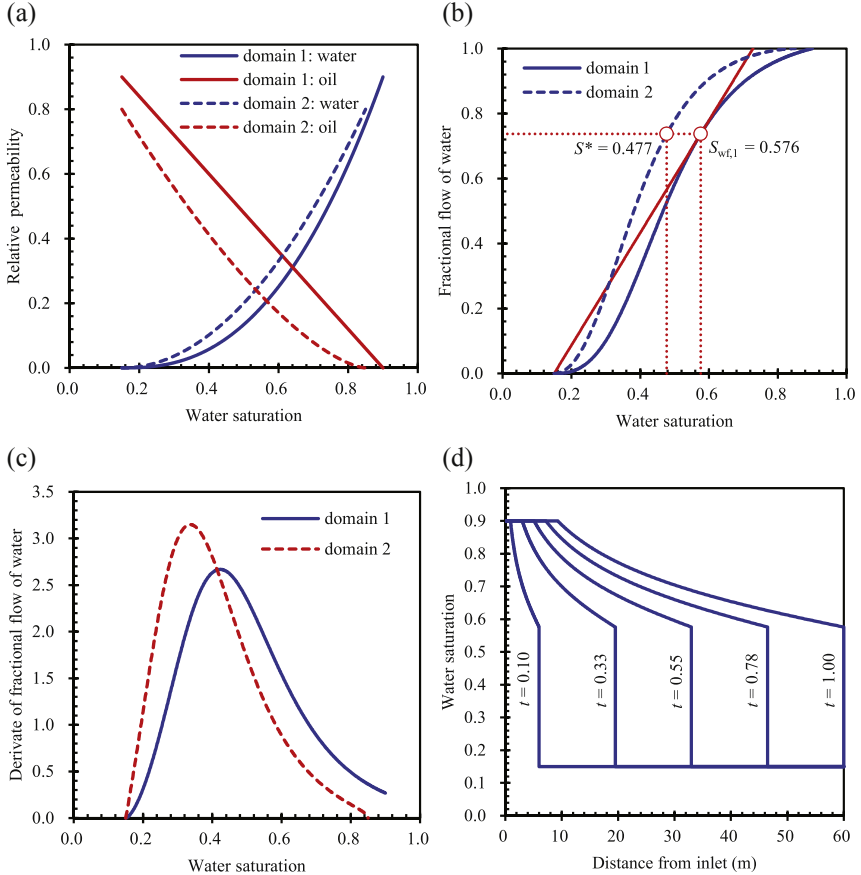 (a)
Relative permeability
1.0
0.8
0.6
0.4
0.2
0.0
domain 1: water
domain 1: oil
domain 2: water
domain 2: oil
0.0 0.2 0.4 0.6 0.8 1.0
Water saturation
(b)
Fractional flow of water
1.0
0.8
0.6
0.4
0.2
0.0
domain 1
domain 2
S* = 0.477
Swf,1 = 0.576
0.0 0.2 0.4 0.6 0.8 1.0
Water saturation
(c)
Derivate of fractional flow of water
3.5
3.0
2.5
2.0
1.5
1.0
0.5
0.0
domain 1
domain 2
0.0 0.2 0.4 0.6 0.8 1.0
Water saturation
(d)
Water saturation
1.0
0.9
0.8
0.7
0.6
0.5
0.4
0.3
0.2
0.1
0.0
t = 0.10
t = 0.33
t = 0.55
t = 0.78
t = 1.00
0 10 20 30 40 50 60
Distance from inlet (m)